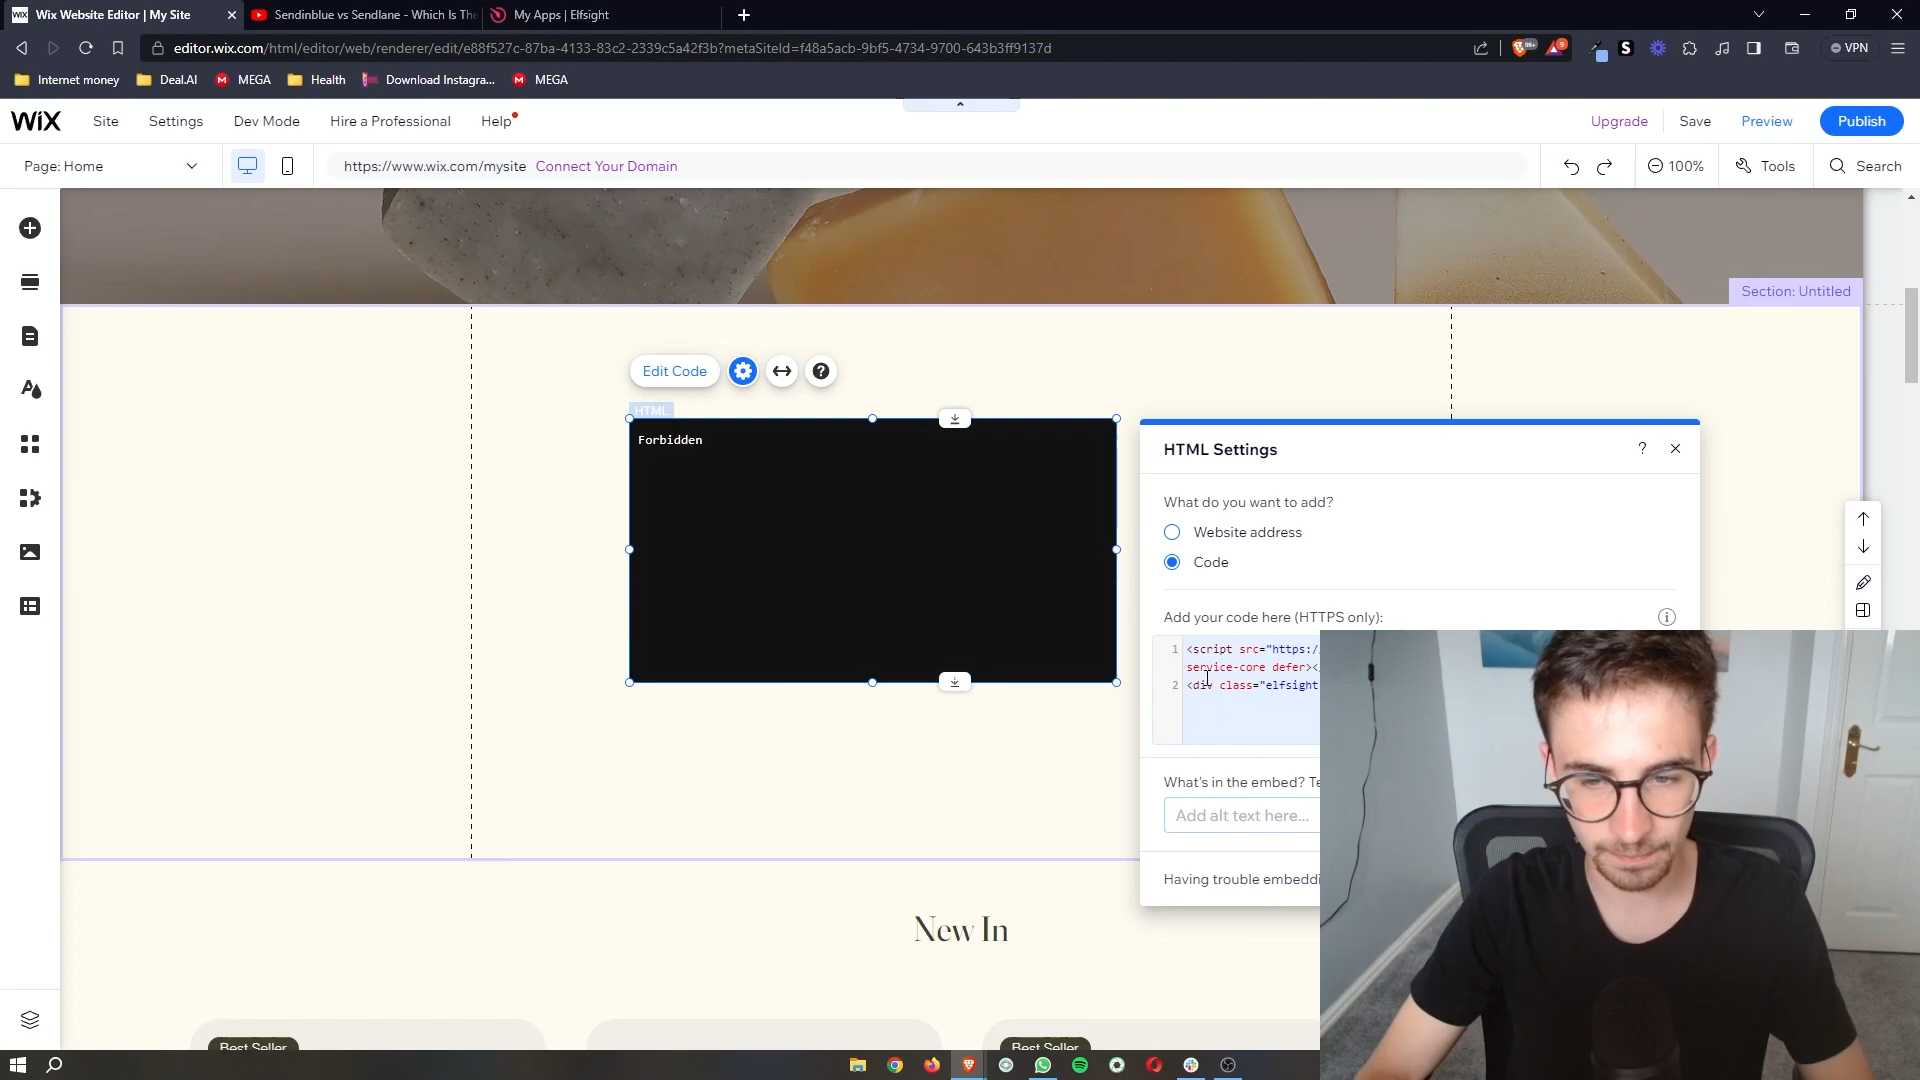 WiX Wix Website Editor | My Site
Sendinblue vs Sendlane - Which Is The
My Apps | Elfsight
editor.wix.com/html/editor/web/renderer/edit/e88f527c-87ba-4133-83c2-2339c5a42f3b?metaSiteId=f48a5acb-9bf5-4734-9700-643b3ff9137d
99+
9
S
VPN
Internet money
Deal.AI
MEGA
Health
Download Instagra...
MEGA
WiX
Site
Settings
Dev Mode
Hire a Professional
Help
Upgrade
Save
Preview
Publish
Page: Home
https://www.wix.com/mysite Connect Your Domain
100%
Tools
Search
Section: Untitled
Edit Code
HTML
Forbidden
HTML Settings
?
What do you want to add?
Website address
Code
Add your code here (HTTPS only):
1 <script src="https:/
service-core defer><
2 <div class="elfsight
What's in the embed? Te
Add alt text here...
Having trouble embeddi
New In
Best Seller
Best Seller